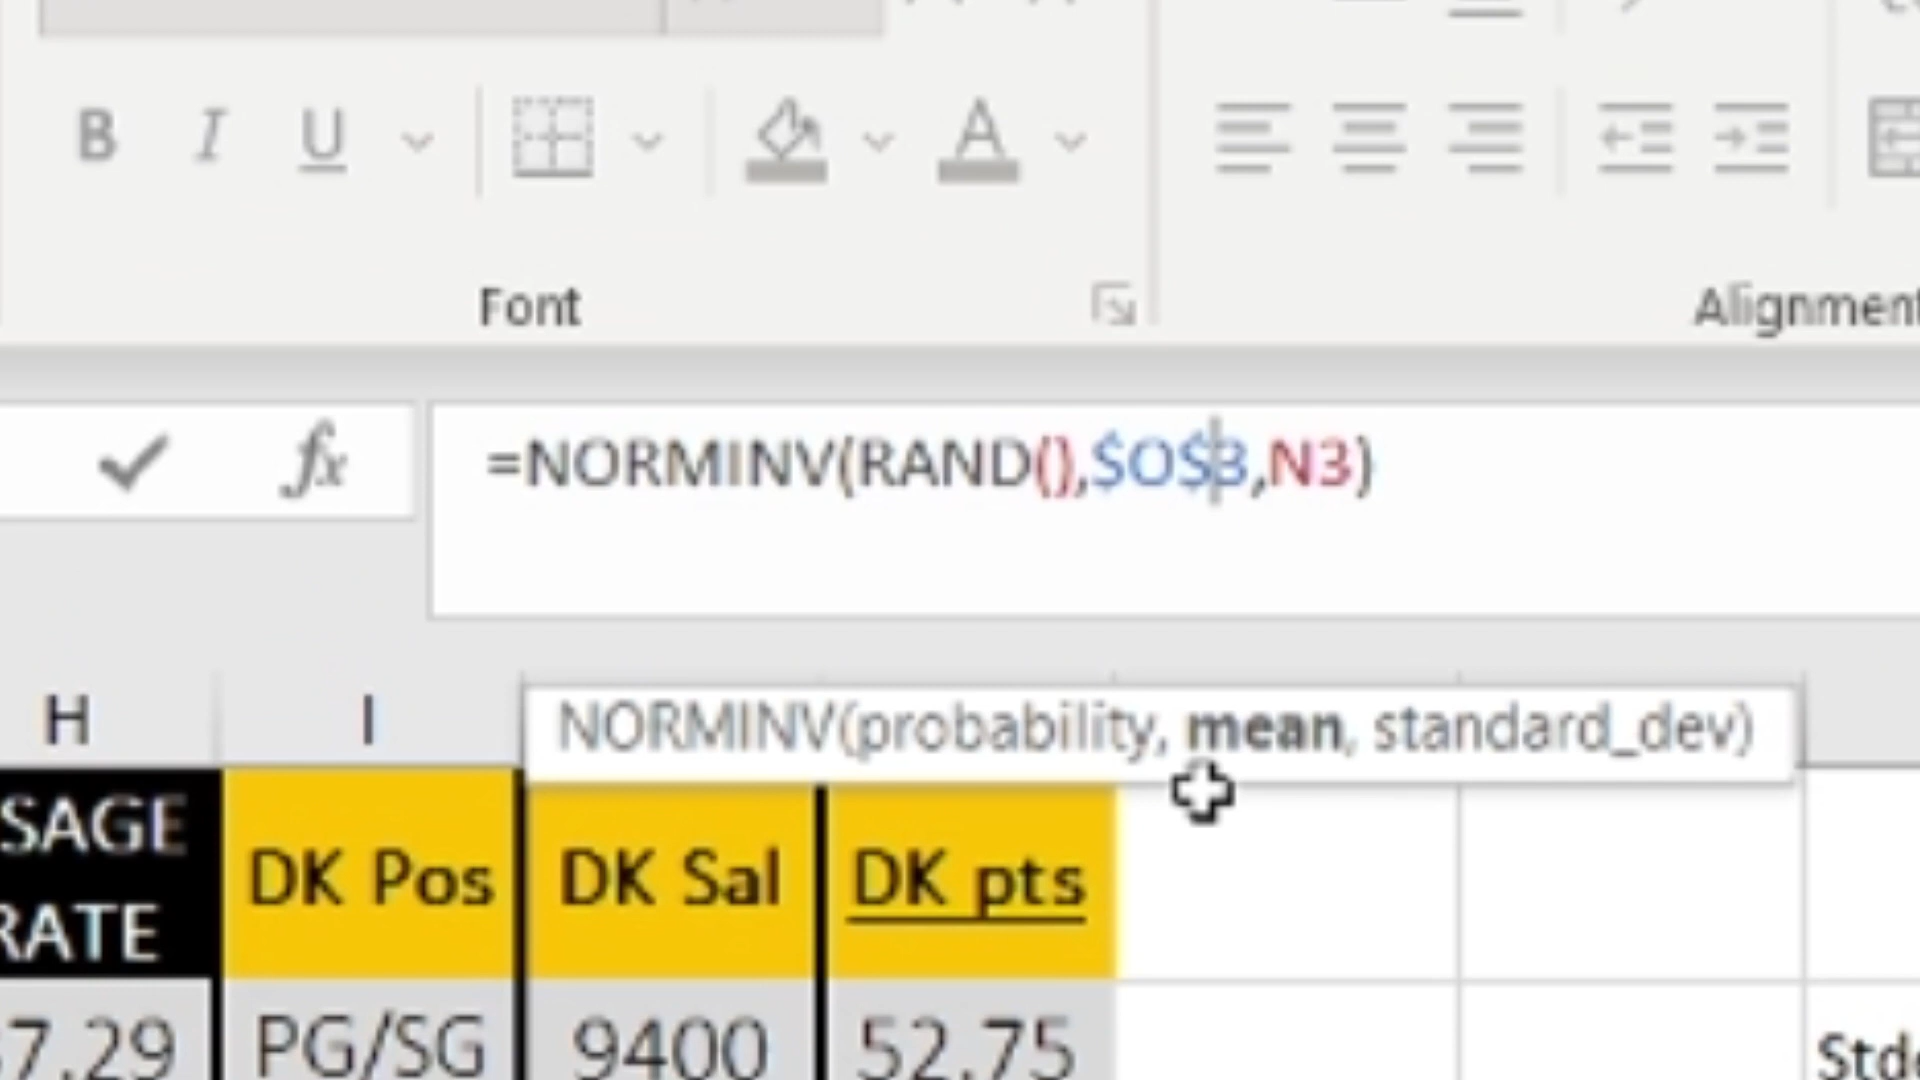 B I U A
Font
Alignment
fx =NORMINV(RAND(),$O$3,N3)
H I
NORMINV(probability, mean, standard_dev)
SAGE
RATE
DK Pos DK Sal DK pts
7.29 PG/SG 9400 52.75